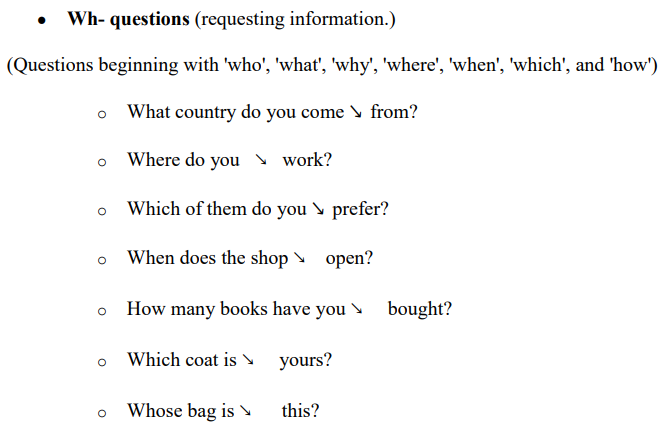 • Wh- questions (requesting information.)
(Questions beginning with 'who', 'what', 'why', 'where', 'when', 'which', and 'how')
o What country do you come ↘ from?
o Where do you ↘ work?
o Which of them do you ↘ prefer?
o When does the shop ↘ open?
o How many books have you ↘ bought?
o Which coat is ↘ yours?
o Whose bag is ↘ this?